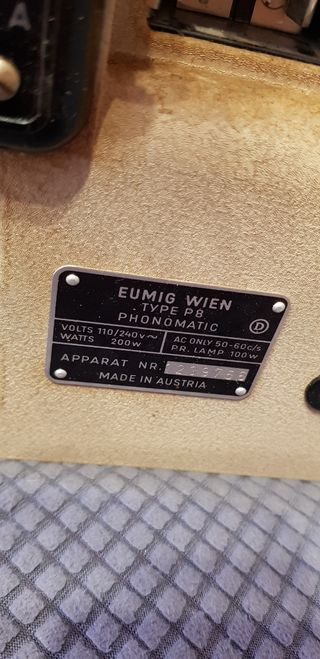 A
EUMIG WIEN
TYPE P8
PHONOMATIC
D
VOLTS 110/240V~
WATTS 200W
AC ONLY 50-60c/s
PR. LAMP 100W
APPARAT NR.
MADE IN AUSTRIA